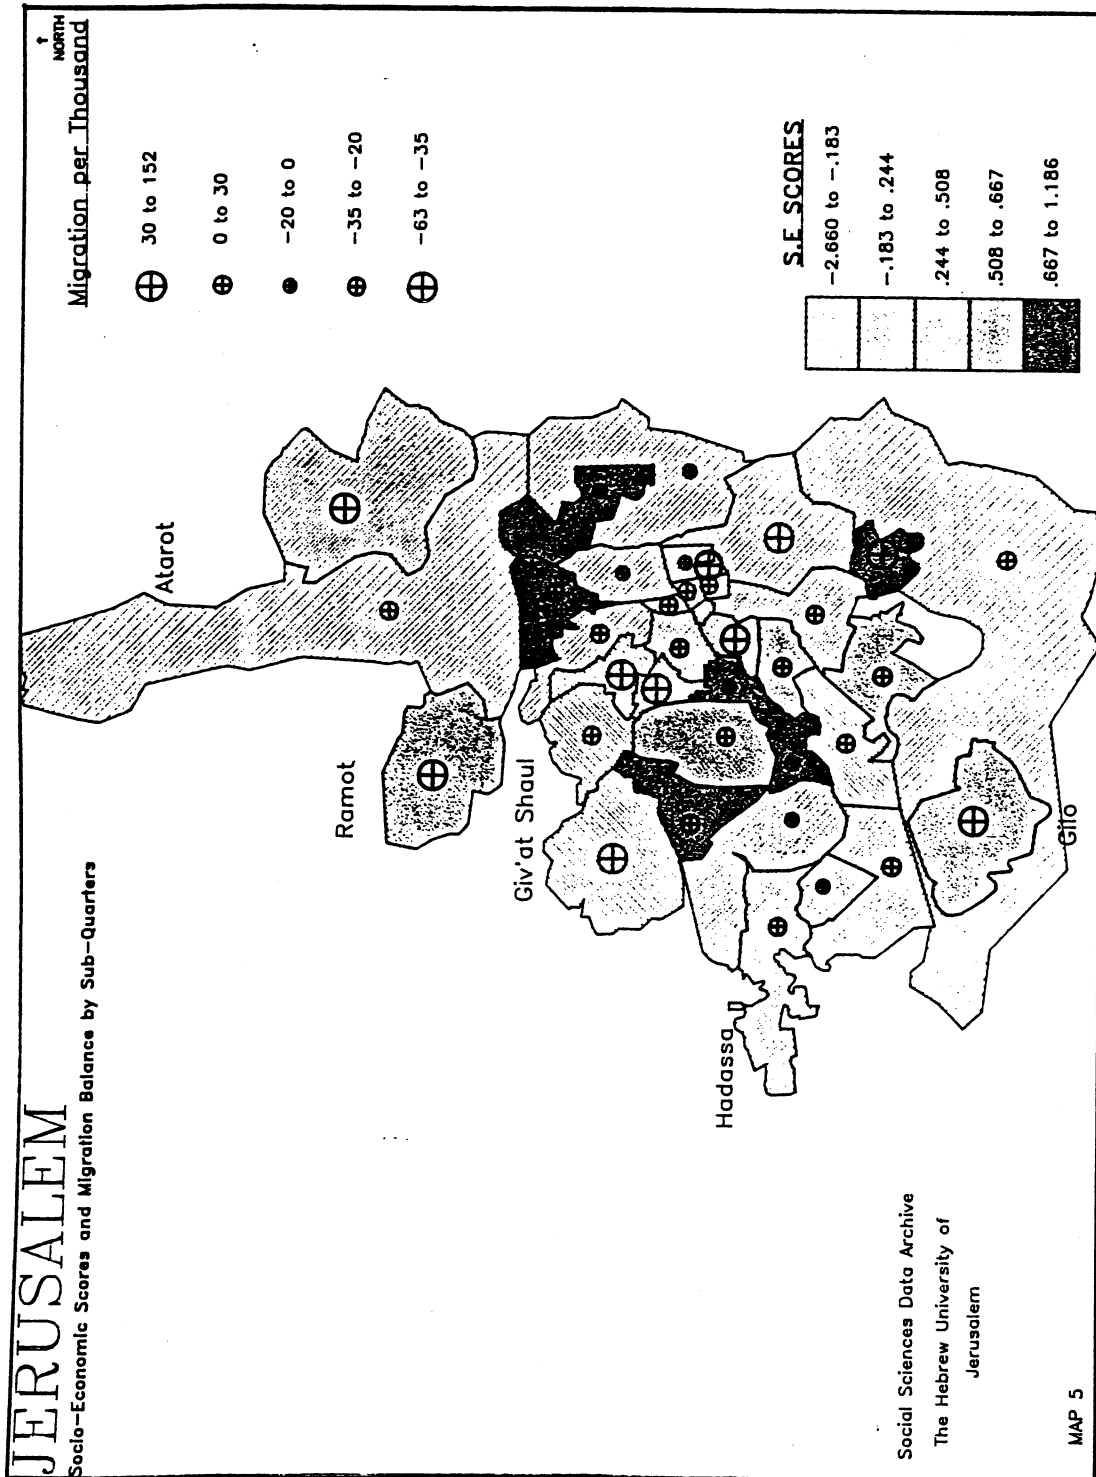 JERUSALEM
Socio-Economic Scores and Migration Balance by Sub-Quarters
↑
NORTH
Migration per Thousand
30 to 152
0 to 30
-20 to 0
-35 to -20
-63 to -35
Atarot
Ramot
Giv'at Shaul
Hadassa
Gilo
S.E SCORES
-2.660 to -.183
-.183 to .244
.244 to .508
.508 to .667
.667 to 1.186
Social Sciences Data Archive
The Hebrew University of
Jerusalem
MAP 5